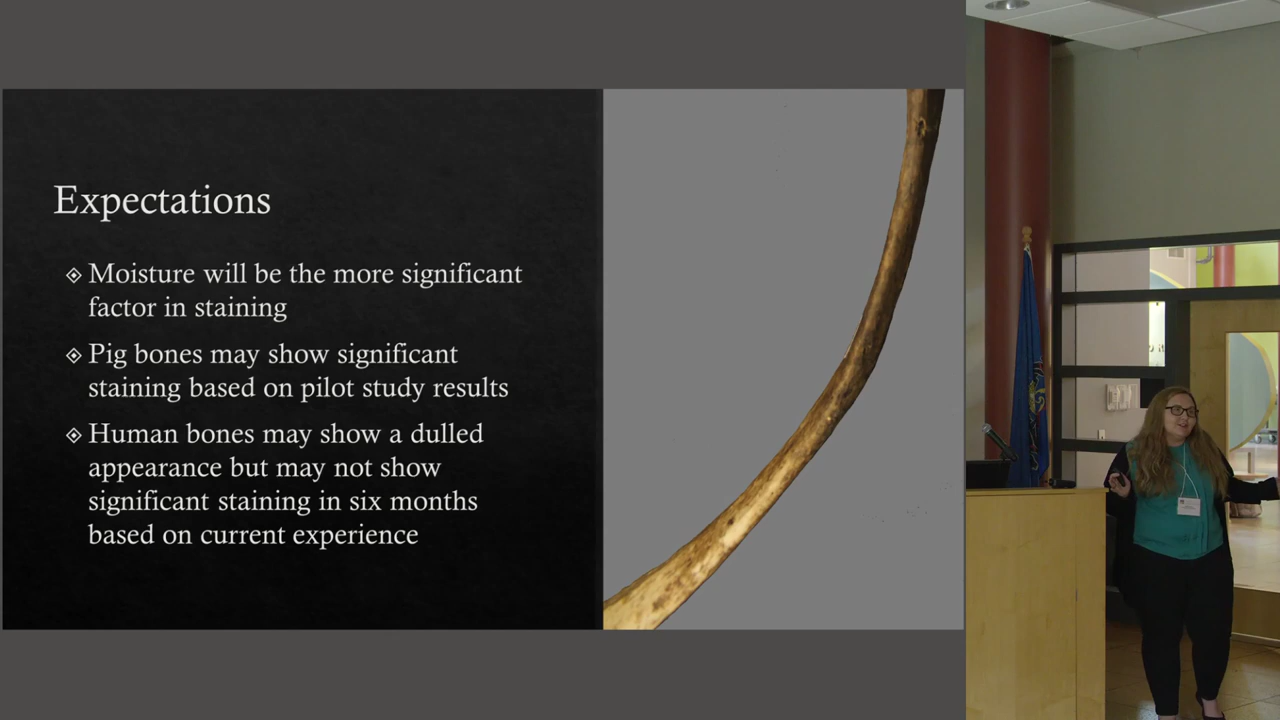 Expectations
Moisture will be the more significant
factor in staining
Pig bones may show significant
staining based on pilot study results
Human bones may show a dulled
appearance but may not show
significant staining in six months
based on current experience